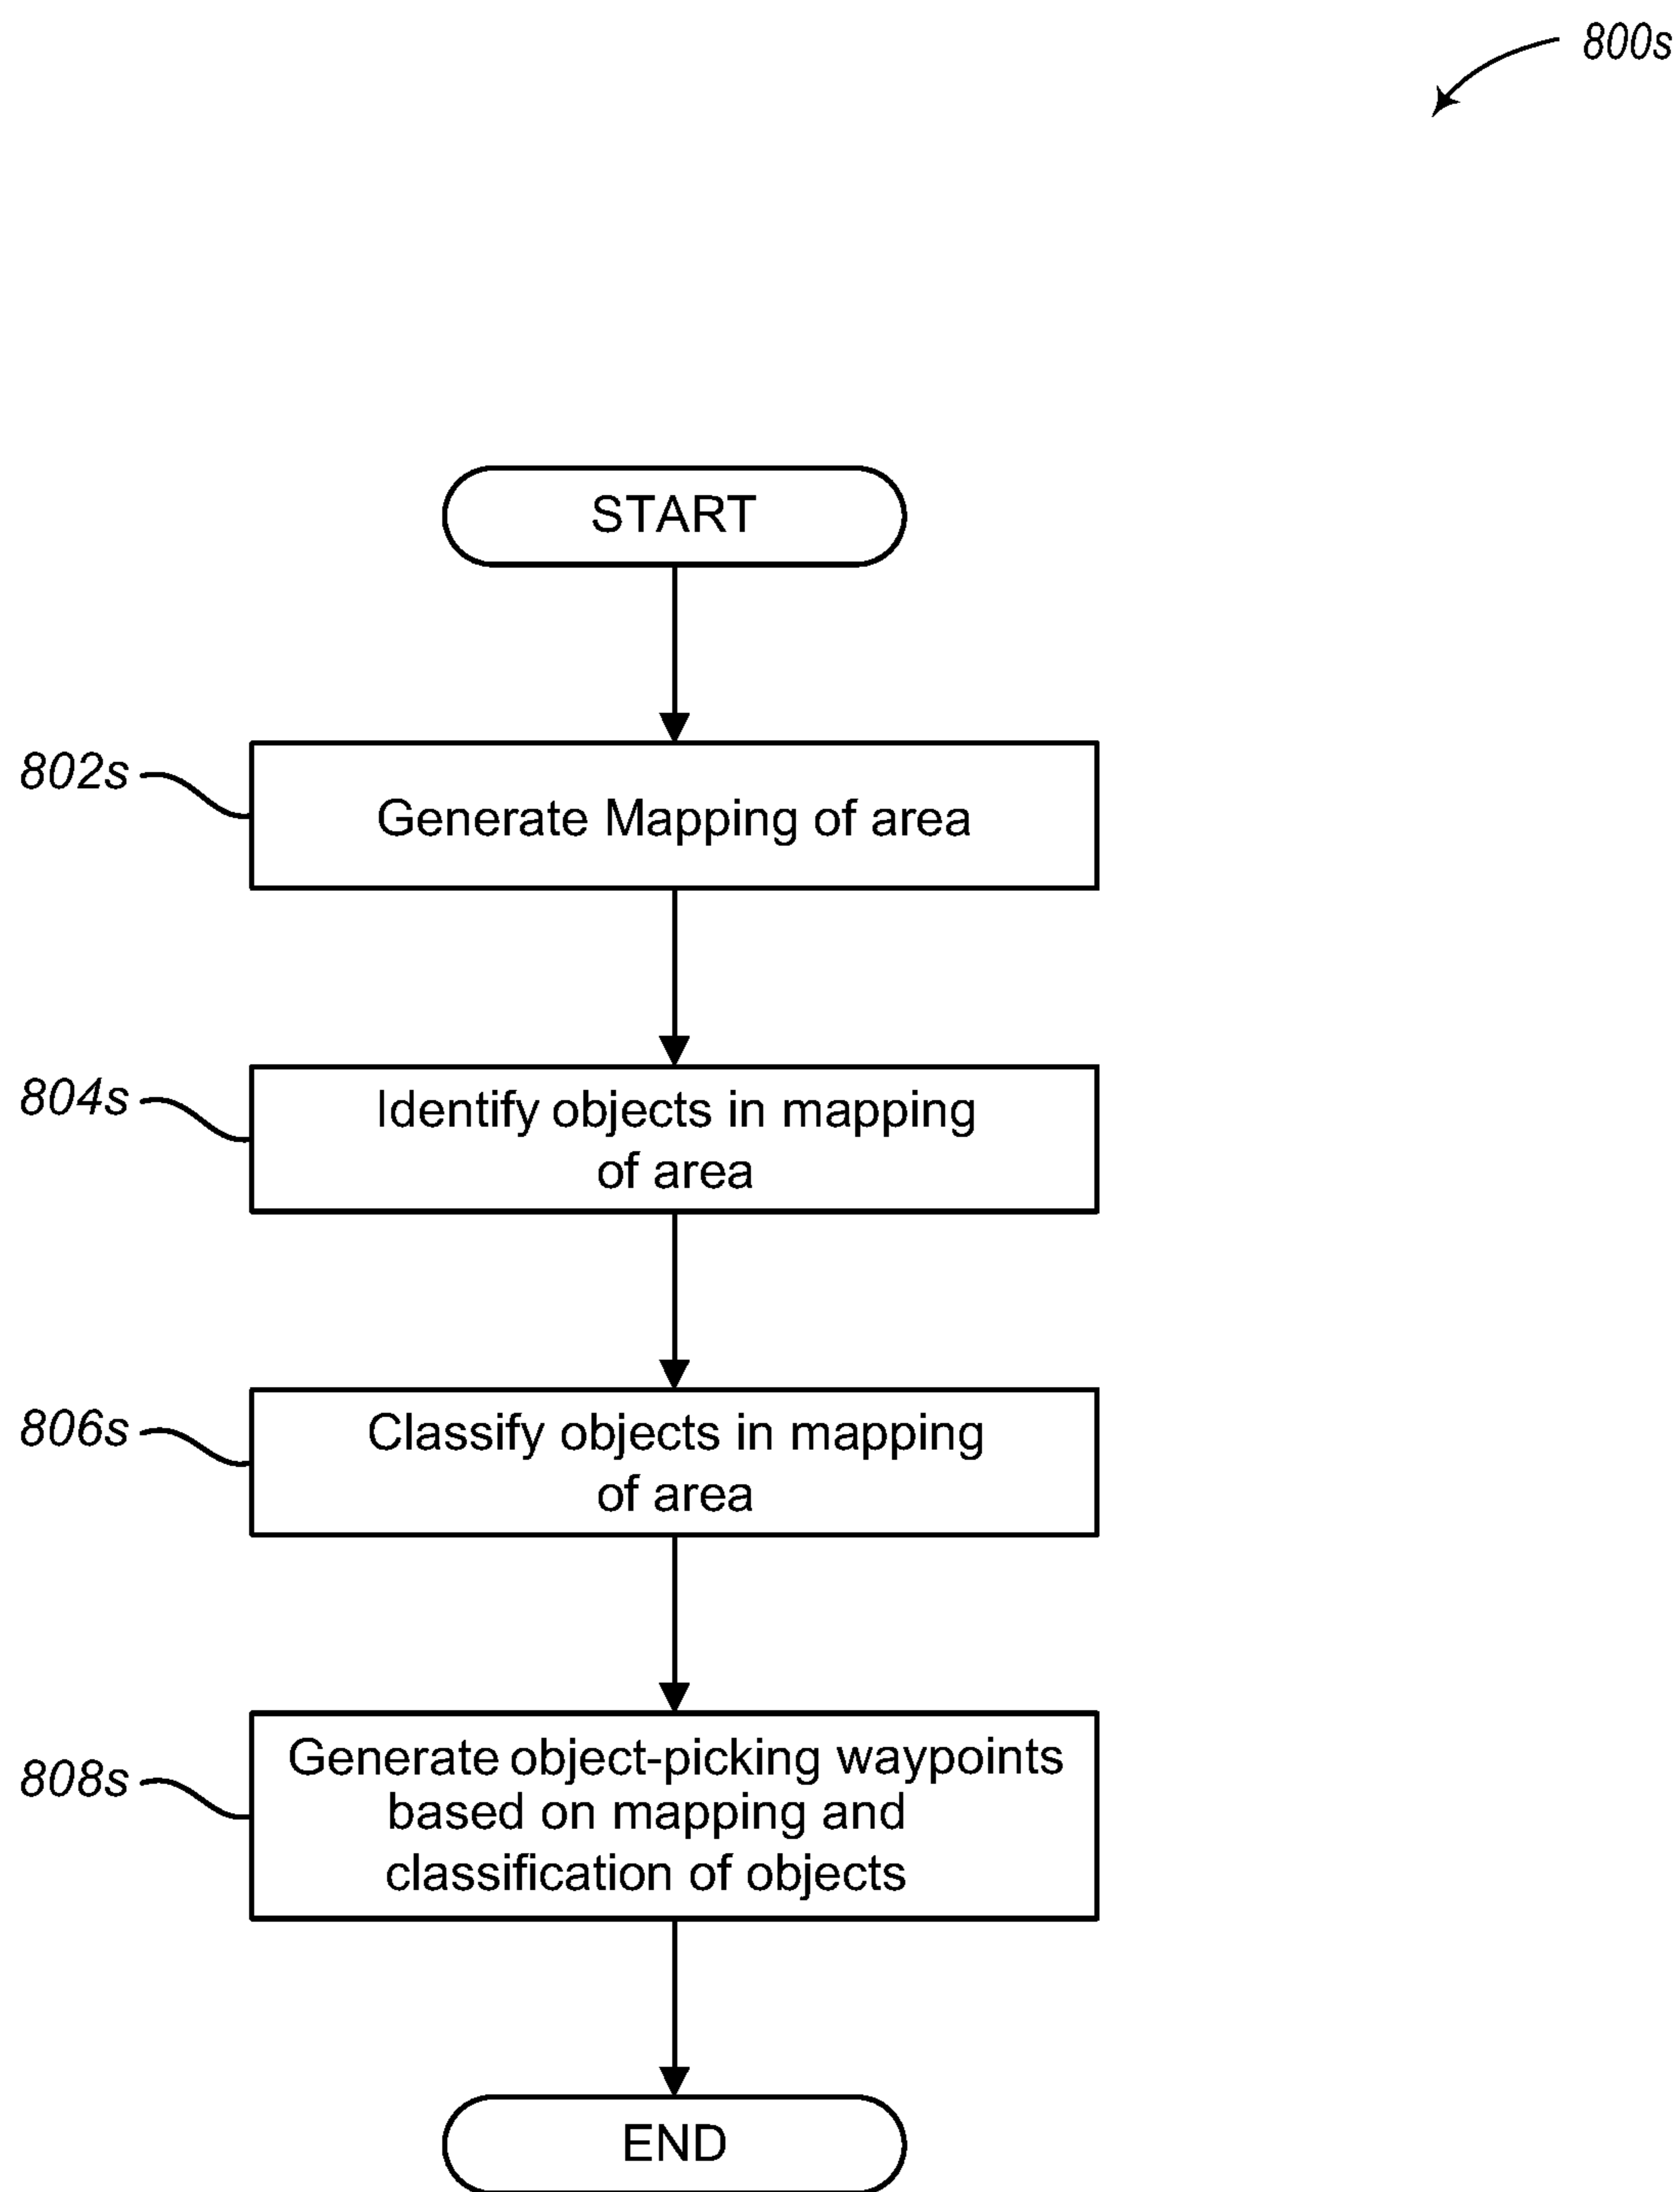 800s
START
802s
Generate Mapping of area
804s
Identify objects in mapping
of area
806s
Classify objects in mapping
of area
808s
Generate object-picking waypoints
based on mapping and
classification of objects
END